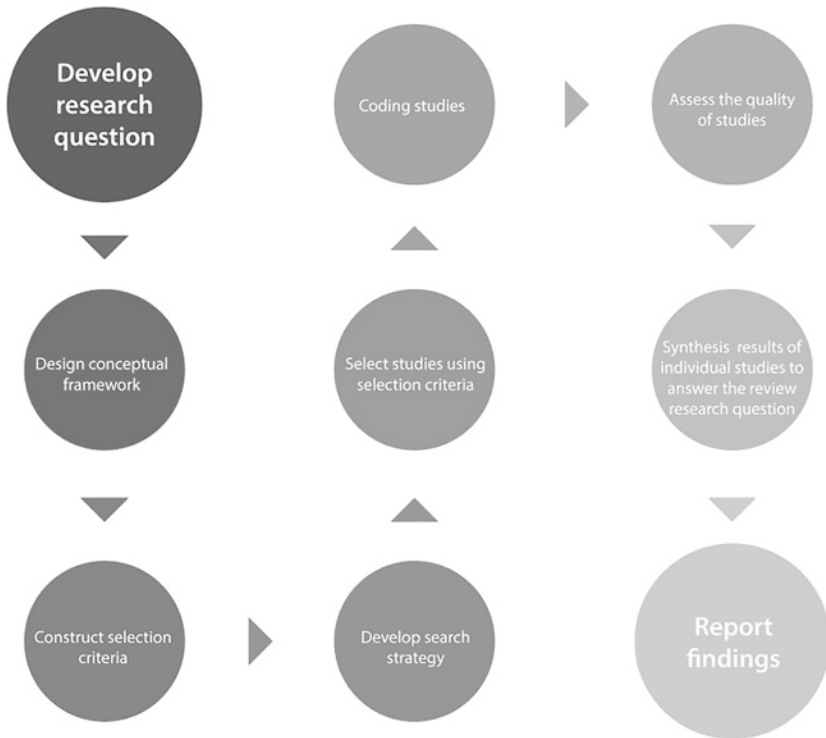 Develop
research
question
Design conceptual
framework
Construct selection
criteria
Develop search
strategy
Select studies using
selection criteria
Coding studies
Assess the quality
of studies
Synthesis results of
individual studies to
answer the review
research question
Report
findings